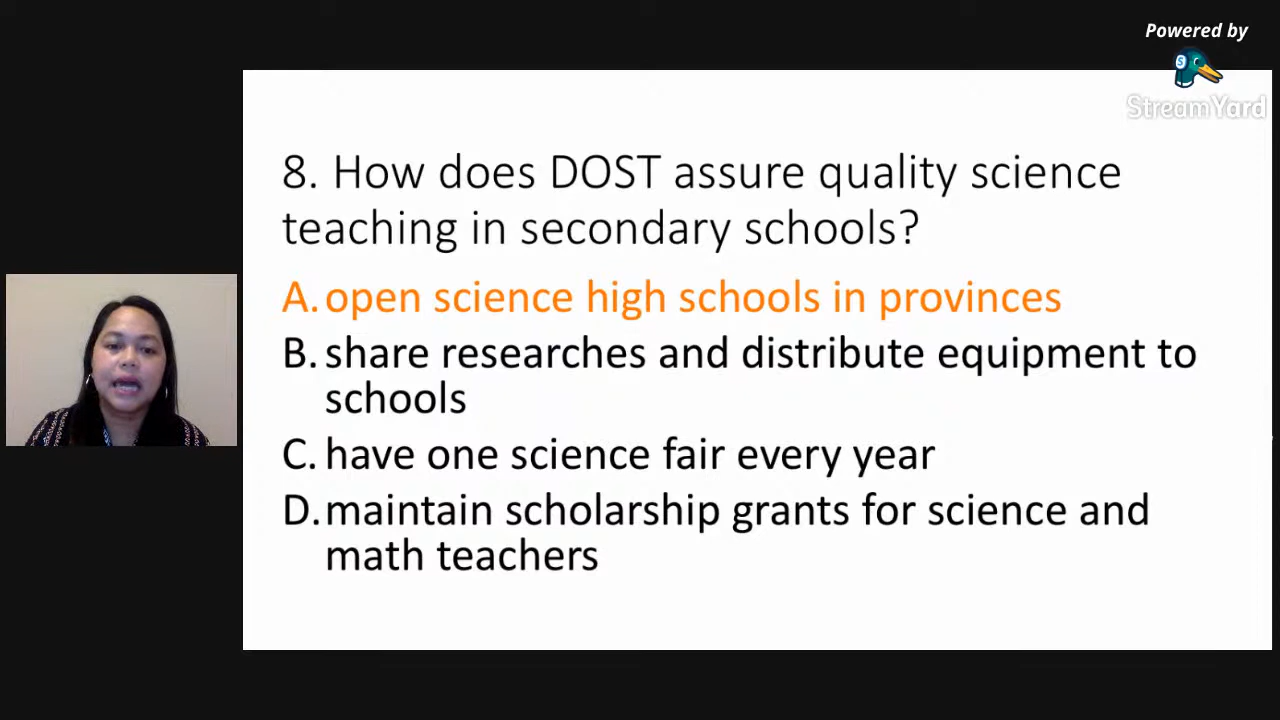 Powered by
StreamYard
8. How does DOST assure quality science
teaching in secondary schools?
A. open science high schools in provinces
B. share researches and distribute equipment to
schools
C. have one science fair every year
D. maintain scholarship grants for science and
math teachers